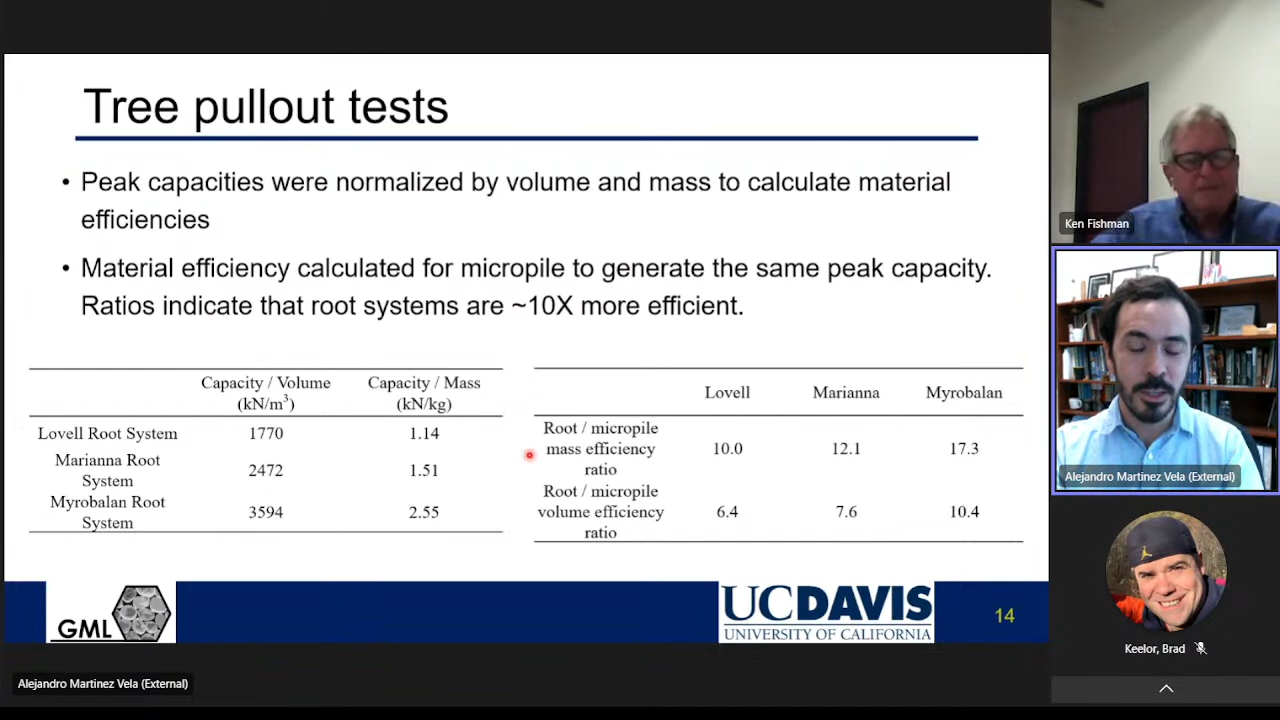 Tree pullout tests
• Peak capacities were normalized by volume and mass to calculate material
efficiencies
• Material efficiency calculated for micropile to generate the same peak capacity.
Ratios indicate that root systems are ~10X more efficient.
Capacity / Volume Capacity / Mass
(kN/m³) (kN/kg)
Lovell Root System 1770 1.14
Marianna Root
System 2472 1.51
Myrobalan Root
System 3594 2.55
Lovell Marianna Myrobalan
Root / micropile
mass efficiency 10.0 12.1 17.3
ratio
Root / micropile
volume efficiency 6.4 7.6 10.4
ratio
GML
UCDAVIS
UNIVERSITY OF CALIFORNIA
14
Alejandro Martinez Vela (External)
Ken Fishman
Alejandro Martinez Vela (External)
Keelor, Brad